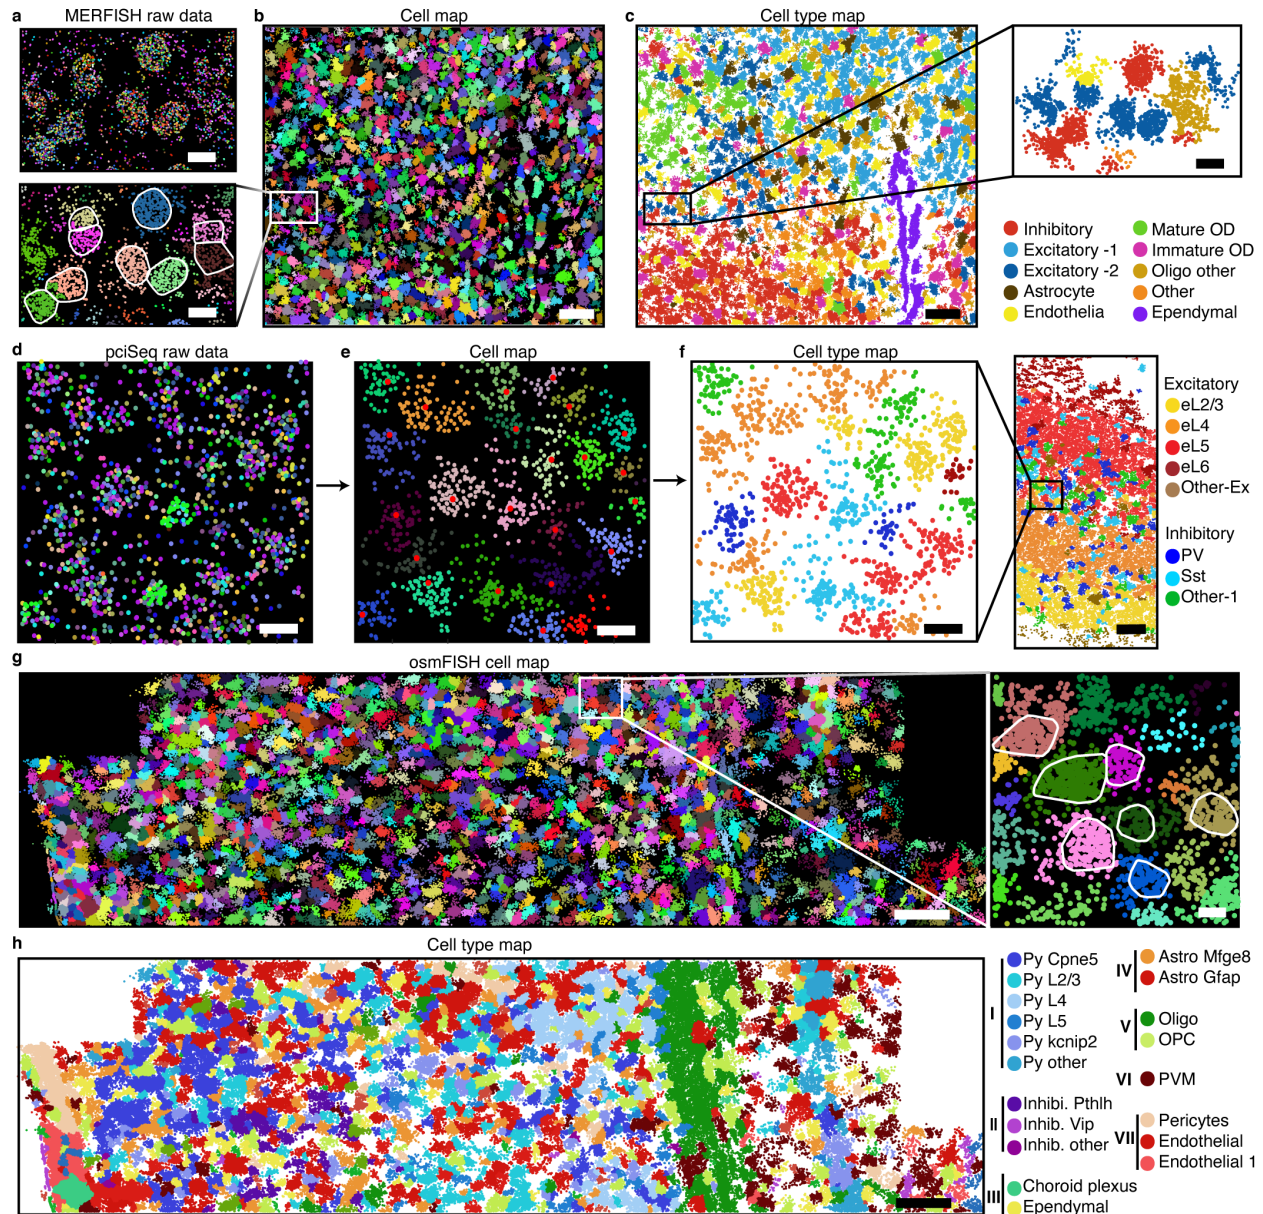 a
MERFISH raw data
b
Cell map
c
Cell type map
Inhibitory
Excitatory -1
Excitatory -2
Astrocyte
Endothelia
Mature OD
Immature OD
Oligo other
Other
Ependymal
d
pciSeq raw data
e
Cell map
f
Cell type map
Excitatory
eL2/3
eL4
eL5
eL6
Other-Ex
Inhibitory
PV
Sst
Other-1
g
osmFISH cell map
h
Cell type map
I
Py Cpne5
Py L2/3
Py L4
Py L5
Py kcnip2
Py other
II
Inhibi. Pthlh
Inhib. Vip
Inhib. other
III
Choroid plexus
Ependymal
IV
Astro Mfge8
Astro Gfap
V
Oligo
OPC
VI
PVM
VII
Pericytes
Endothelial
Endothelial 1